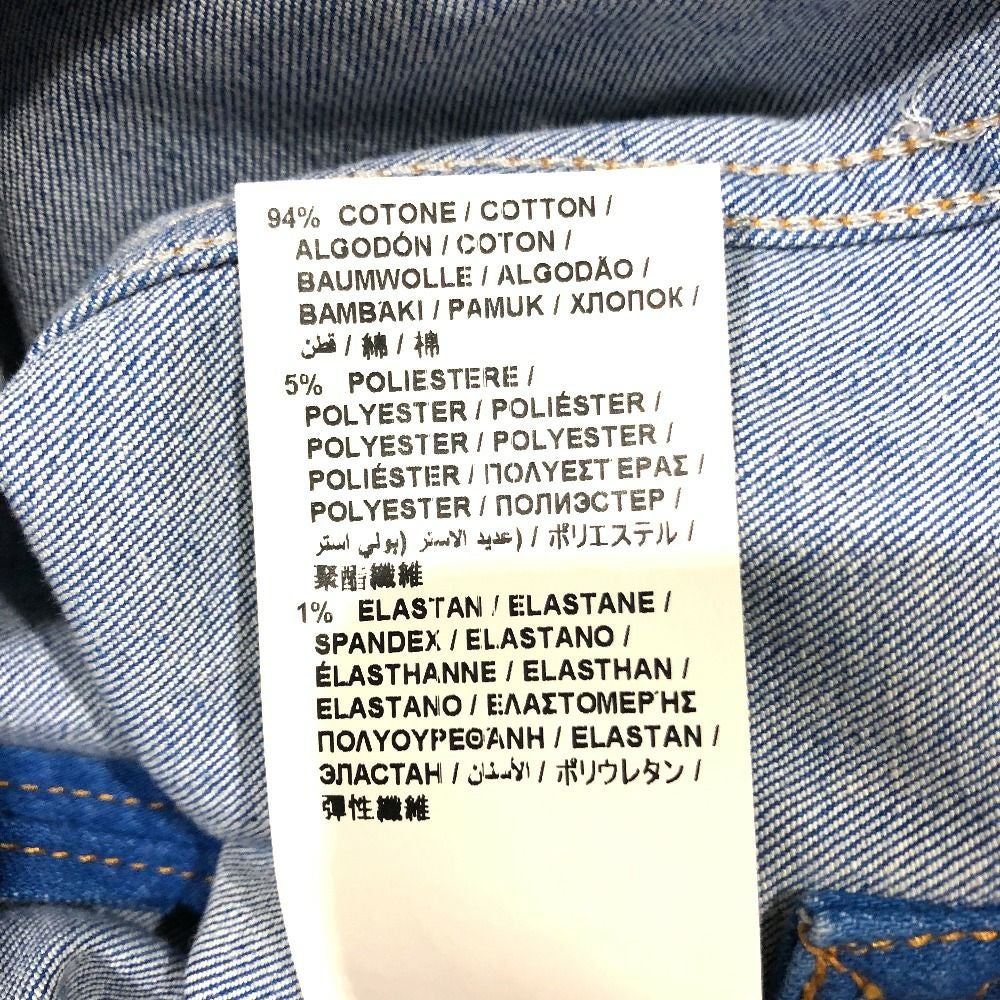 94% COTONE / COTTON /
ALGODÓN / COTON /
BAUMWOLLE / ALGODÃO /
BAMBAKI / PAMUK / ХЛОПОК /
قطن / 綿 / 棉
5% POLIESTERE /
POLYESTER / POLIÉSTER /
POLYESTER / POLYESTER /
POLIÉSTER / ΠΟΛΥΕΣΤΕΡΑΣ /
POLYESTER / ПОЛИЭСТЕР /
عديد الاستر (بولي استر) / ポリエステル /
聚酯纖維
1% ELASTAN / ELASTANE /
SPANDEX / ELASTANO /
ÉLASTHANNE / ELASTHAN /
ELASTANO / ΕΛΑΣΤΟΜΕΡΉΣ
ΠΟΛΥΟΥΡΕΘΆΝΗ / ELASTAN /
ЭЛАСТАН / الأستان / ポリウレタン /
彈性纖維